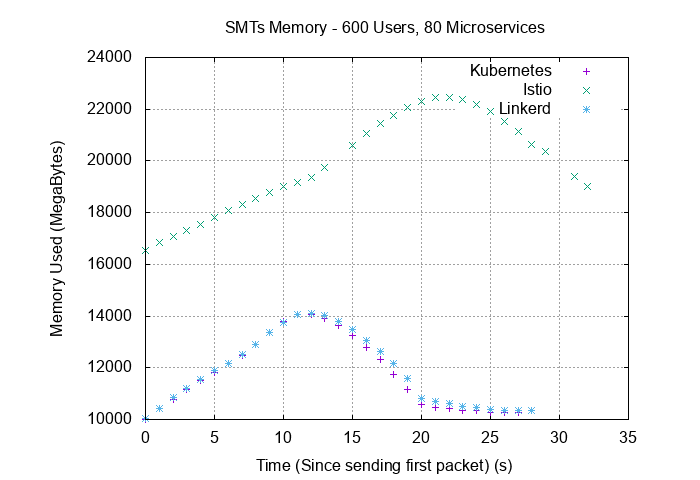 SMTs Memory - 600 Users, 80 Microservices
24000
22000
20000
18000
16000
14000
12000
10000
Memory Used (MegaBytes)
Kubernetes
Istio
Linkerd
0 5 10 15 20 25 30 35
Time (Since sending first packet) (s)